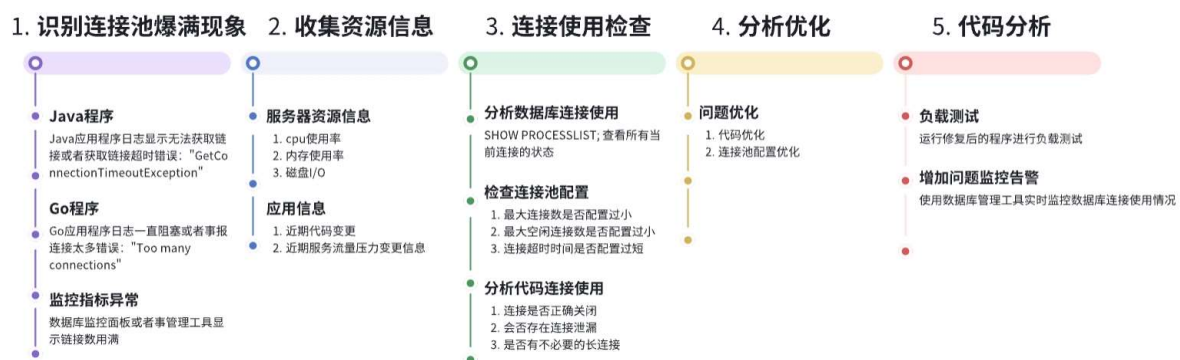 1. 识别连接池爆满现象
Java程序
Java应用程序日志显示无法获取链
接或者获取链接超时错误："GetCo
nnectionTimeoutException"
Go程序
Go应用程序日志一直阻塞或者事报
连接太多错误："Too many
connections"
监控指标异常
数据库监控面板或者事管理工具显
示链接数用满
2. 收集资源信息
服务器资源信息
1. cpu使用率
2. 内存使用率
3. 磁盘I/O
应用信息
1. 近期代码变更
2. 近期服务流量压力变更信息
3. 连接使用检查
分析数据库连接使用
SHOW PROCESSLIST; 查看所有当
前连接的状态
检查连接池配置
1. 最大连接数是否配置过小
2. 最大空闲连接数是否配置过小
3. 连接超时时间是否配置过短
分析代码连接使用
1. 连接是否正确关闭
2. 会否存在连接泄漏
3. 是否有不必要的长连接
4. 分析优化
问题优化
1. 代码优化
2. 连接池配置优化
5. 代码分析
负载测试
运行修复后的程序进行负载测试
增加问题监控告警
使用数据库管理工具实时监控数据库连接使用情况